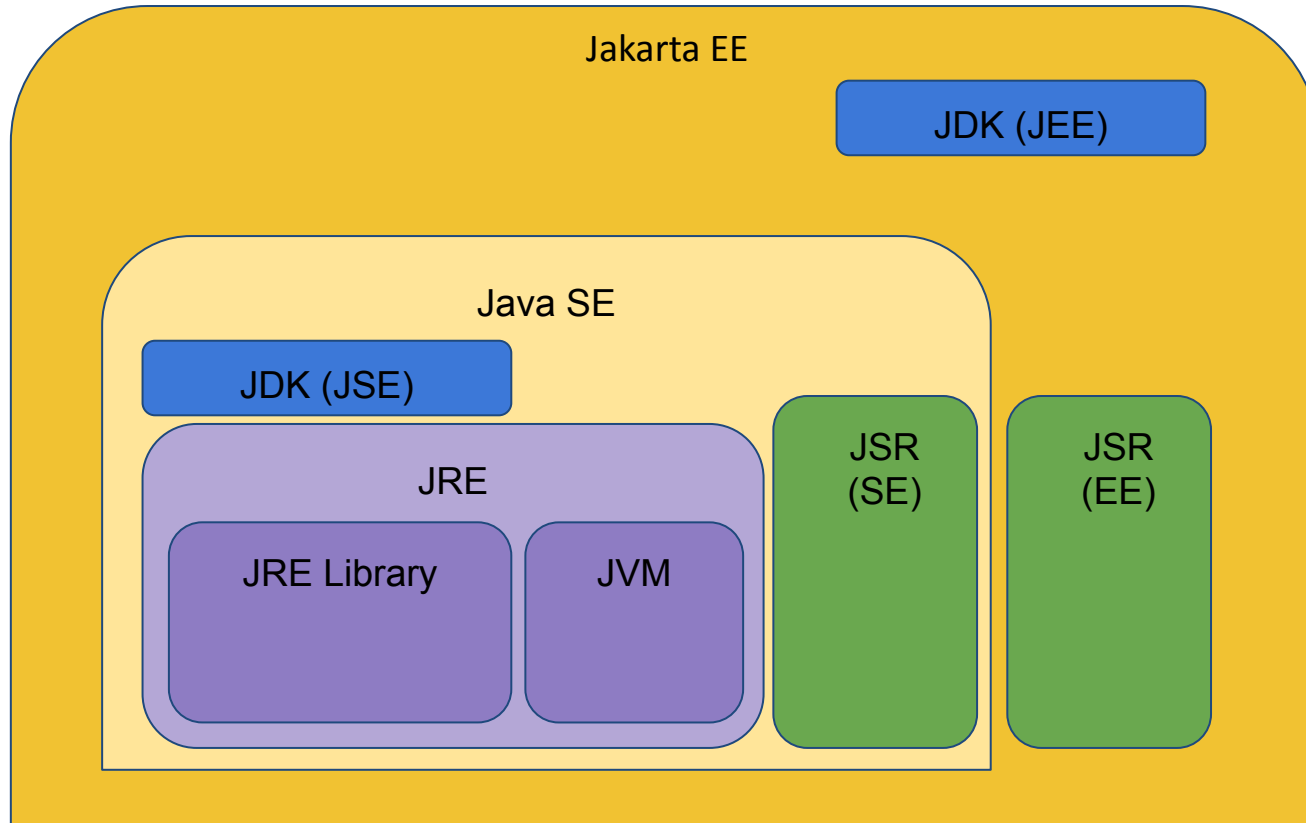 Jakarta EE
JDK (JEE)
Java SE
JDK (JSE)
JRE
JRE Library
JVM
JSR
(SE)
JSR
(EE)